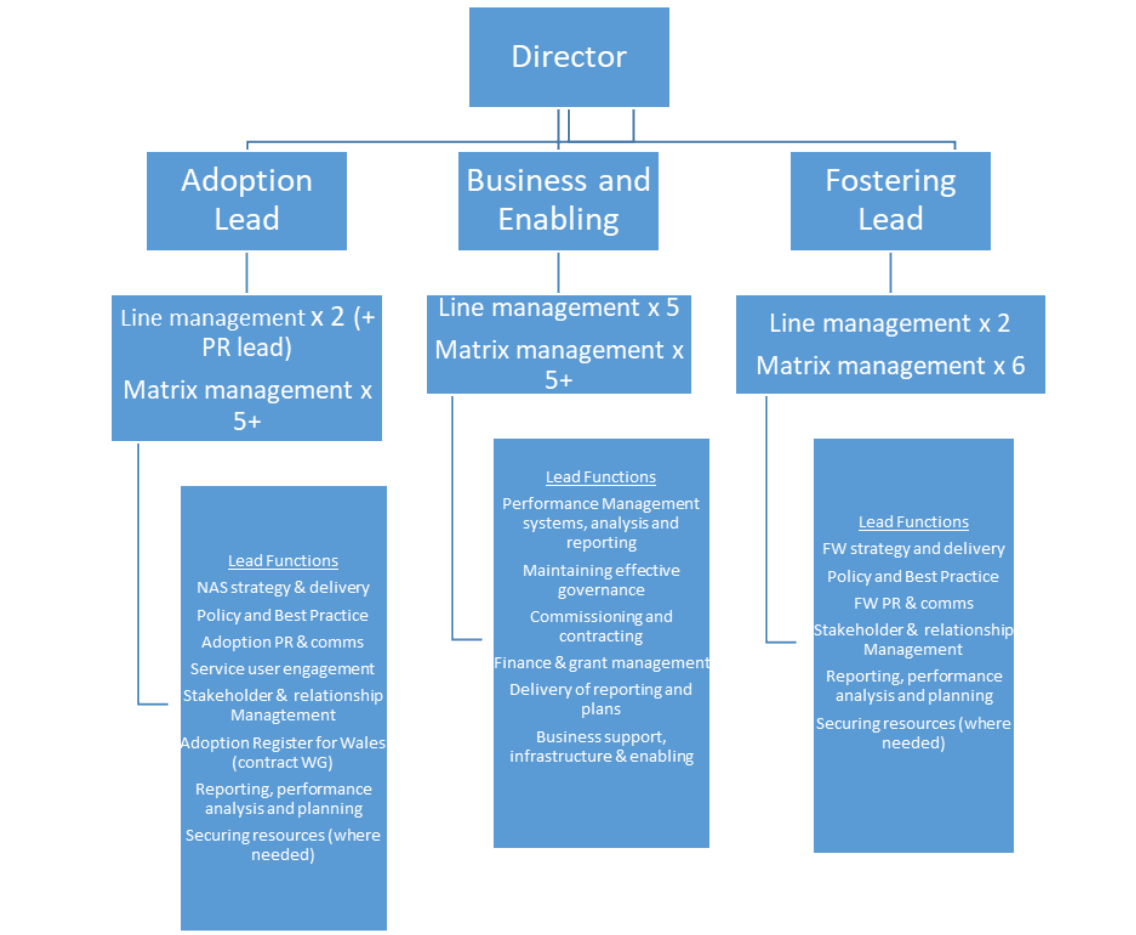 Director
Adoption
Lead
Business and
Enabling
Fostering
Lead
Line management x 2 (+
PR lead)
Matrix management x
5+
Line management x 5
Matrix management x
5+
Line management x 2
Matrix management x 6
Lead Functions
NAS strategy & delivery
Policy and Best Practice
Adoption PR & comms
Service user engagement
Stakeholder & relationship
Managtement
Adoption Register for Wales
(contract WG)
Reporting, performance
analysis and planning
Securing resources (where
needed)
Lead Functions
Performance Management
systems, analysis and
reporting
Maintaining effective
governance
Commissioning and
contracting
Finance & grant management
Delivery of reporting and
plans
Business support,
infrastructure & enabling
Lead Functions
FW strategy and delivery
Policy and Best Practice
FW PR & comms
Stakeholder & relationship
Management
Reporting, performance
analysis and planning
Securing resources (where
needed)